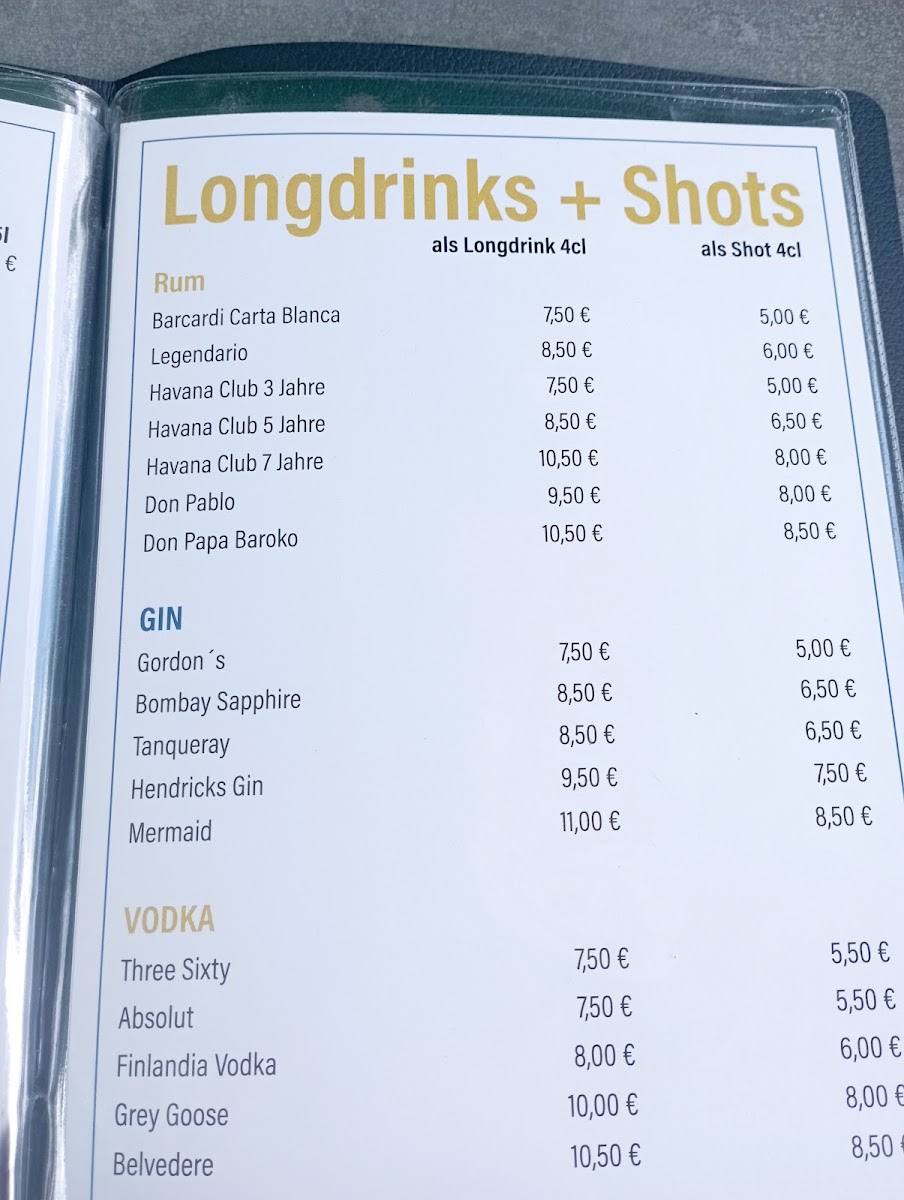 5l
€
Longdrinks + Shots
als Longdrink 4cl als Shot 4cl
Rum
Barcardi Carta Blanca 7,50 € 5,00 €
Legendario 8,50 € 6,00 €
Havana Club 3 Jahre 7,50 € 5,00 €
Havana Club 5 Jahre 8,50 € 6,50 €
Havana Club 7 Jahre 10,50 € 8,00 €
Don Pablo 9,50 € 8,00 €
Don Papa Baroko 10,50 € 8,50 €
GIN
Gordon´s 7,50 € 5,00 €
Bombay Sapphire 8,50 € 6,50 €
Tanqueray 8,50 € 6,50 €
Hendricks Gin 9,50 € 7,50 €
Mermaid 11,00 € 8,50 €
VODKA
Three Sixty 7,50 € 5,50 €
Absolut 7,50 € 5,50 €
Finlandia Vodka 8,00 € 6,00 €
Grey Goose 10,00 € 8,00 €
Belvedere 10,50 € 8,50 €